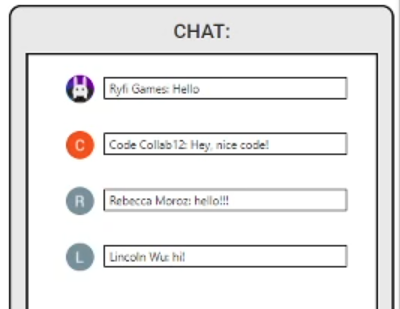 CHAT:
Ryfi Games: Hello
C
Code Collab12: Hey, nice code!
R
Rebecca Moroz: hello!!!
L
Lincoln Wu: hi!